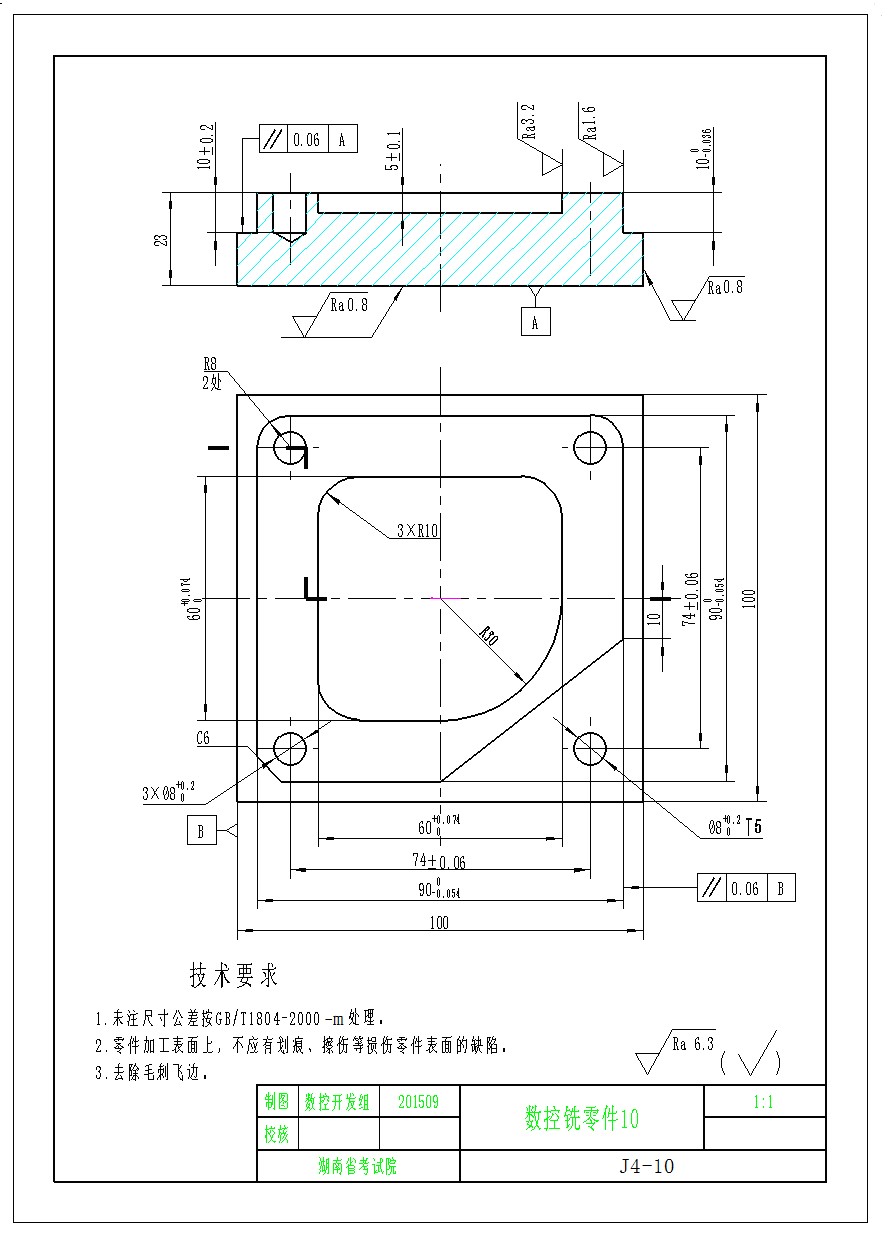 10±0.2
// 0.06 A
5±0.1
Ra3.2
Ra1.6
10 0 -0.036
23
Ra0.8
Ra0.8
A
R8
2处
3×R10
60 +0.074 0
R30
10
74±0.06
90 0 -0.054
100
C6
3×Ø8 +0.2 0
B
60 +0.074 0
Ø8 +0.2 0 T5
74±0.06
90 0 -0.054
// 0.06 B
100
技术要求
1.未注尺寸公差按GB/T1804-2000 -m处理。
2.零件加工表面上，不应有划痕、擦伤等损伤零件表面的缺陷。
3.去除毛刺飞边。
Ra 6.3 (√)
制图 数控开发组 201509 数控铣零件10 1:1
校核
湖南省考试院 J4-10